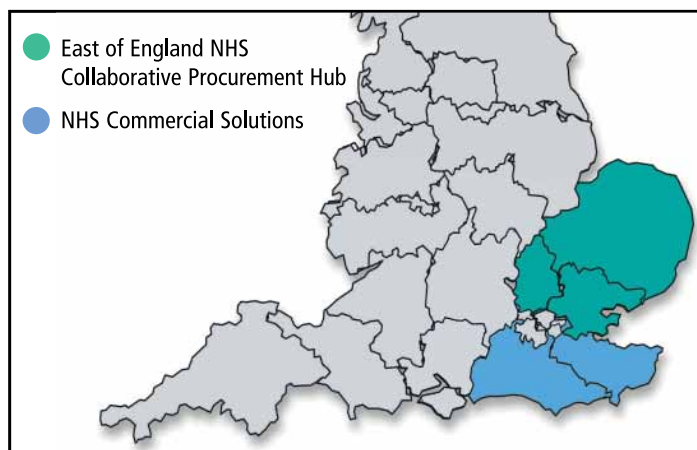 East of England NHS
Collaborative Procurement Hub
NHS Commercial Solutions